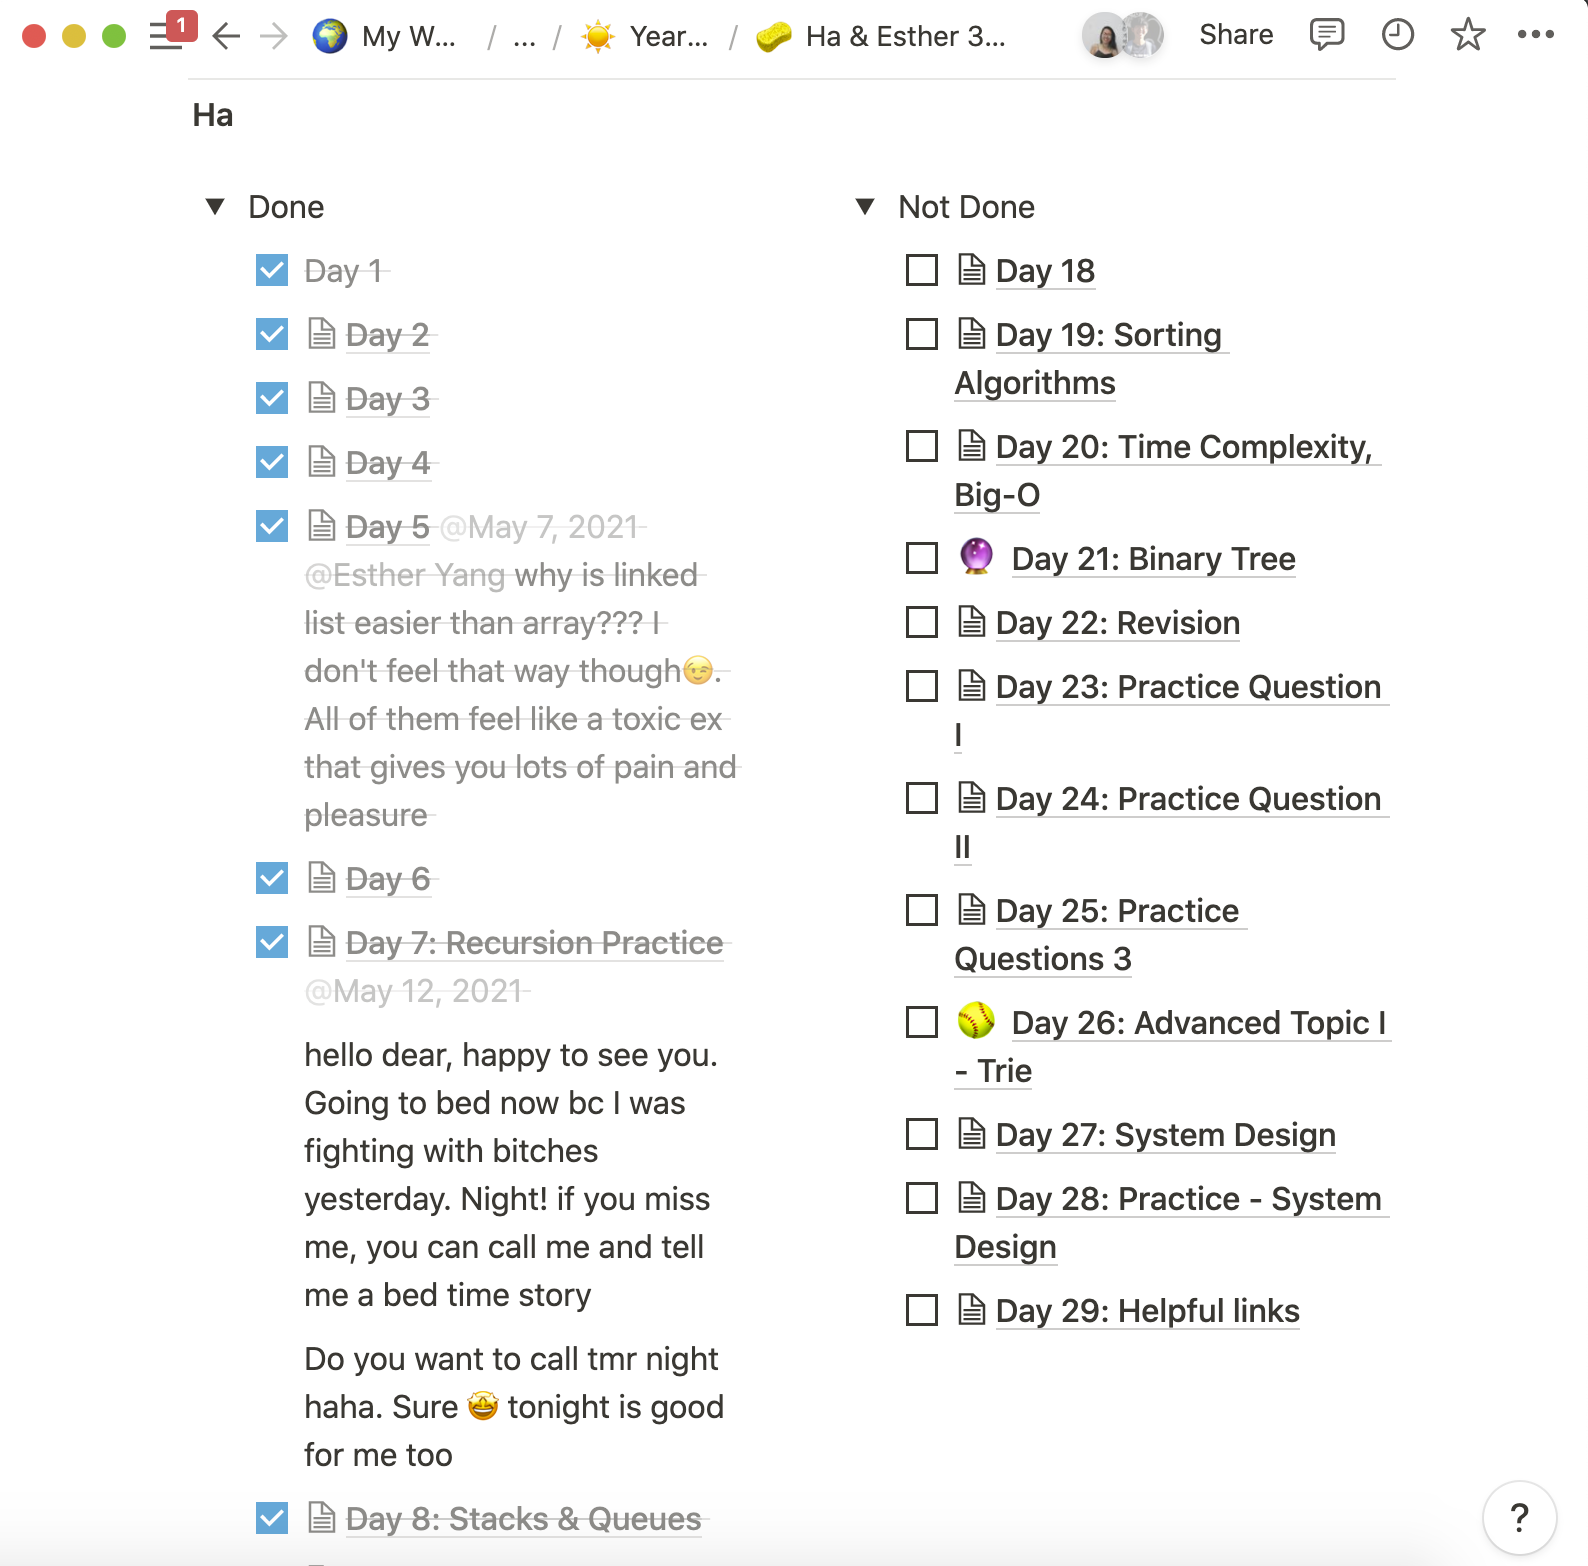 1
My W... / ... / Year... / Ha & Esther 3...
Share
Ha
Done
Day 1
Day 2
Day 3
Day 4
Day 5 @May 7, 2021
@Esther Yang why is linked
list easier than array??? I
don't feel that way though😉.
All of them feel like a toxic ex
that gives you lots of pain and
pleasure
Day 6
Day 7: Recursion Practice
@May 12, 2021
hello dear, happy to see you.
Going to bed now bc I was
fighting with bitches
yesterday. Night! if you miss
me, you can call me and tell
me a bed time story
Do you want to call tmr night
haha. Sure 🤩 tonight is good
for me too
Day 8: Stacks & Queues
Not Done
Day 18
Day 19: Sorting
Algorithms
Day 20: Time Complexity,
Big-O
Day 21: Binary Tree
Day 22: Revision
Day 23: Practice Question
I
Day 24: Practice Question
II
Day 25: Practice
Questions 3
Day 26: Advanced Topic I
- Trie
Day 27: System Design
Day 28: Practice - System
Design
Day 29: Helpful links
?